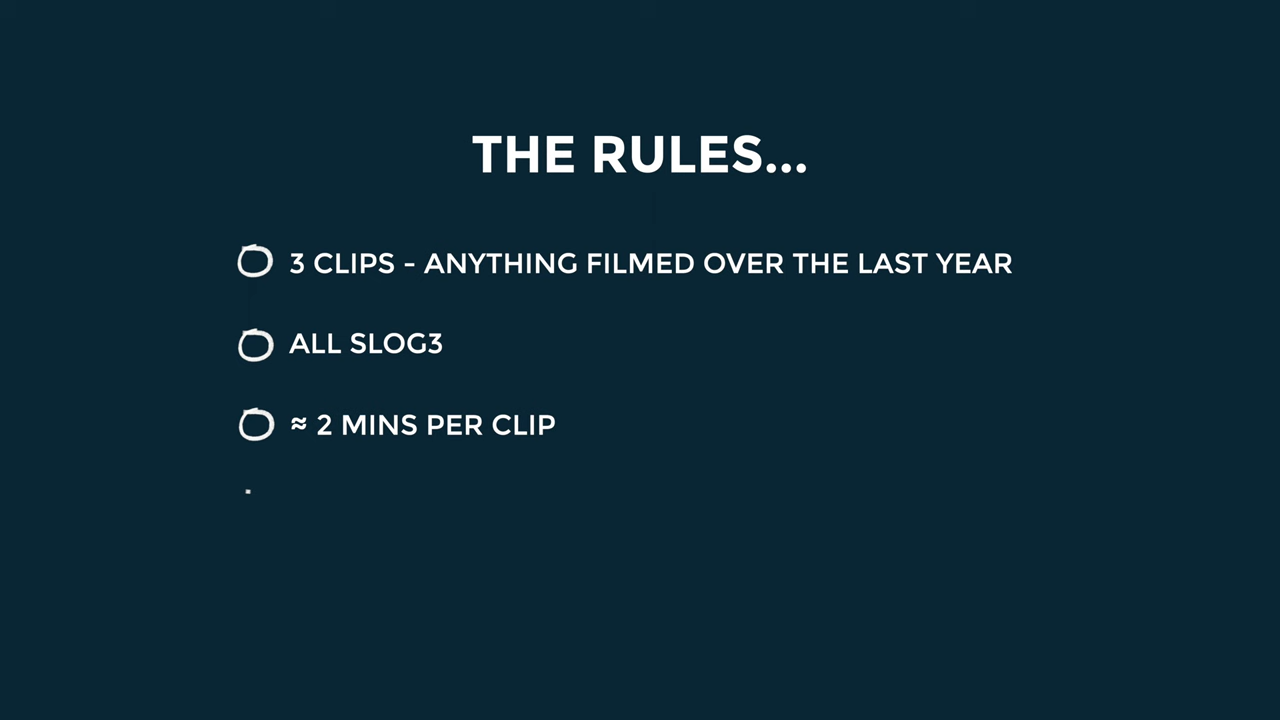 THE RULES...
3 CLIPS - ANYTHING FILMED OVER THE LAST YEAR
ALL SLOG3
≈ 2 MINS PER CLIP